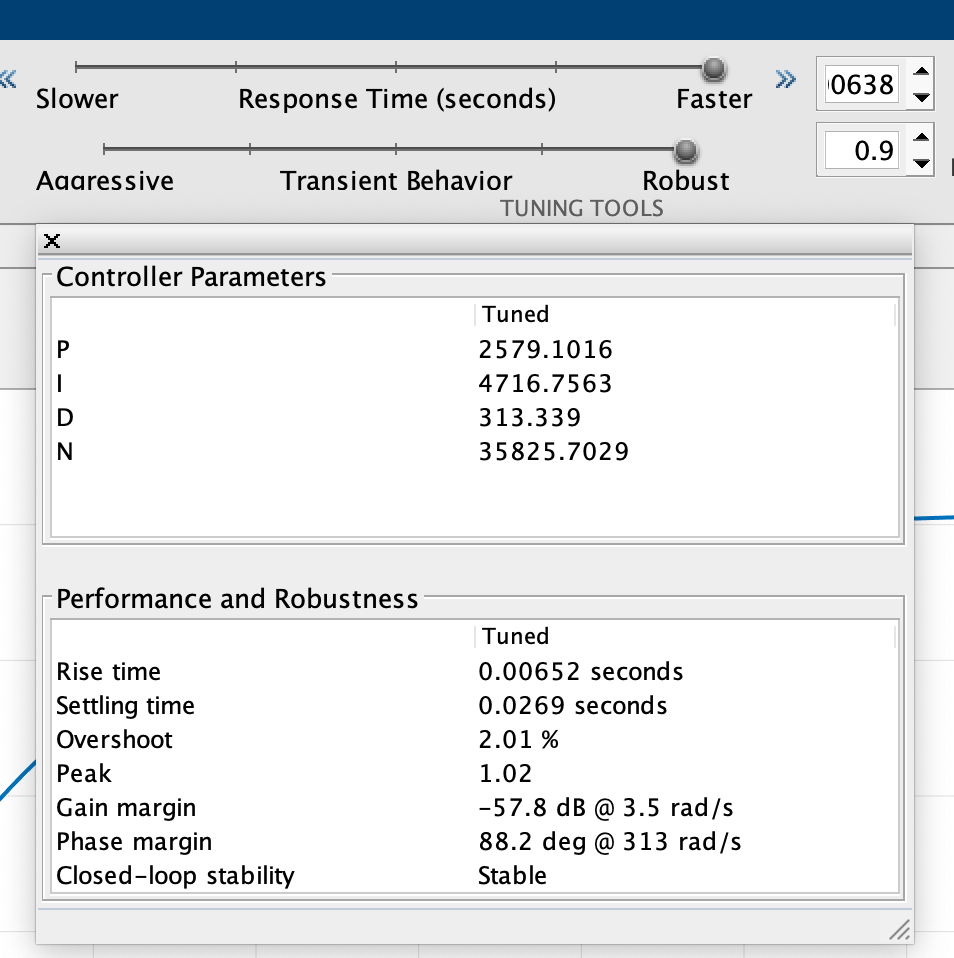 Slower Response Time (seconds) Faster
0638
Aggressive Transient Behavior Robust
0.9
TUNING TOOLS
Controller Parameters
Tuned
P 2579.1016
I 4716.7563
D 313.339
N 35825.7029
Performance and Robustness
Tuned
Rise time 0.00652 seconds
Settling time 0.0269 seconds
Overshoot 2.01 %
Peak 1.02
Gain margin -57.8 dB @ 3.5 rad/s
Phase margin 88.2 deg @ 313 rad/s
Closed-loop stability Stable